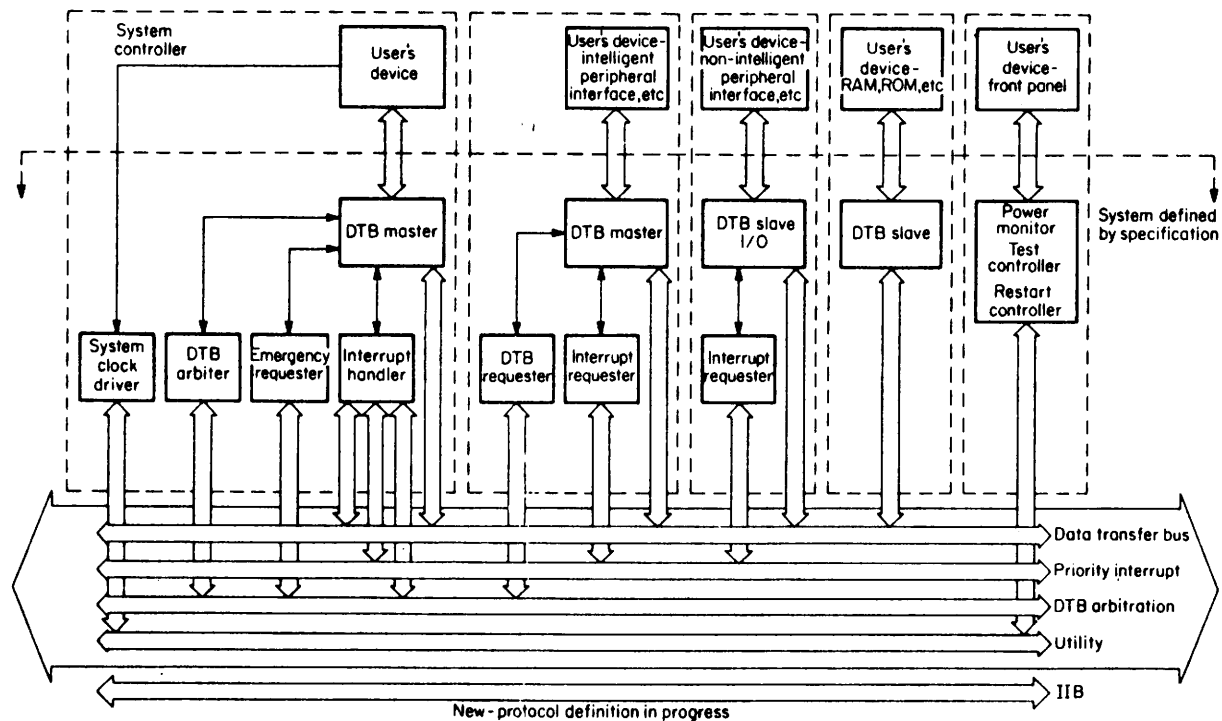 System
controller
User's
device
User's device-
intelligent
peripheral
interface,etc
User's device-
non-intelligent
peripheral
interface,etc
User's
device-
RAM,ROM,etc
User's
device-
front panel
DTB master
DTB master
DTB slave
I/O
DTB slave
Power
monitor
Test
controller
Restart
controller
System defined
by specification
System
clock
driver
DTB
arbiter
Emergency
requester
Interrupt
handler
DTB
requester
Interrupt
requester
Interrupt
requester
Data transfer bus
Priority interrupt
DTB arbitration
Utility
IIB
New-protocol definition in progress